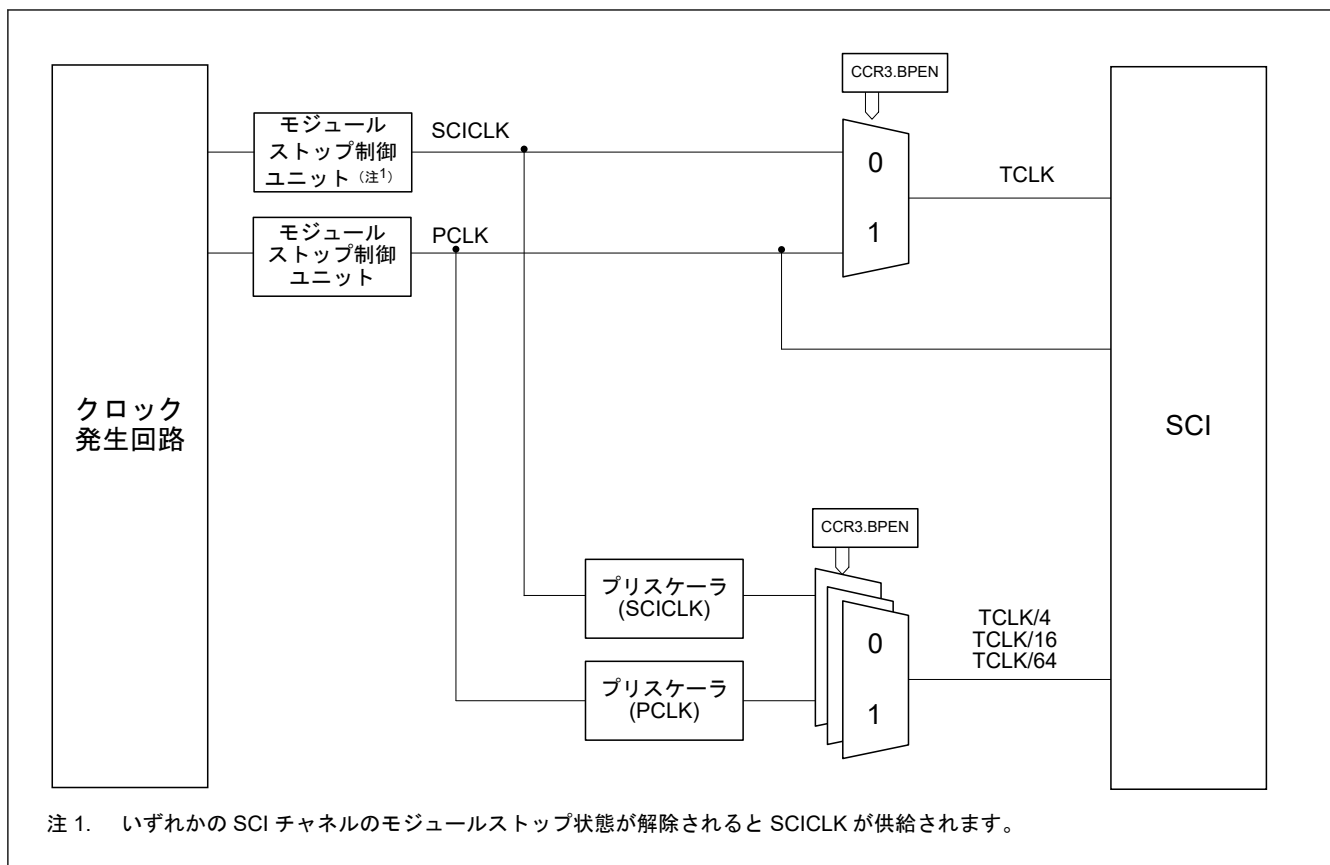 CCR3.BPEN
モジュール
ストップ制御
ユニット（注1）
SCICLK
0
1
TCLK
モジュール
ストップ制御
ユニット
PCLK
クロック
発生回路
SCI
CCR3.BPEN
プリスケーラ
(SCICLK)
プリスケーラ
(PCLK)
0
1
TCLK/4
TCLK/16
TCLK/64
注 1. いずれかの SCI チャネルのモジュールストップ状態が解除されると SCICLK が供給されます。